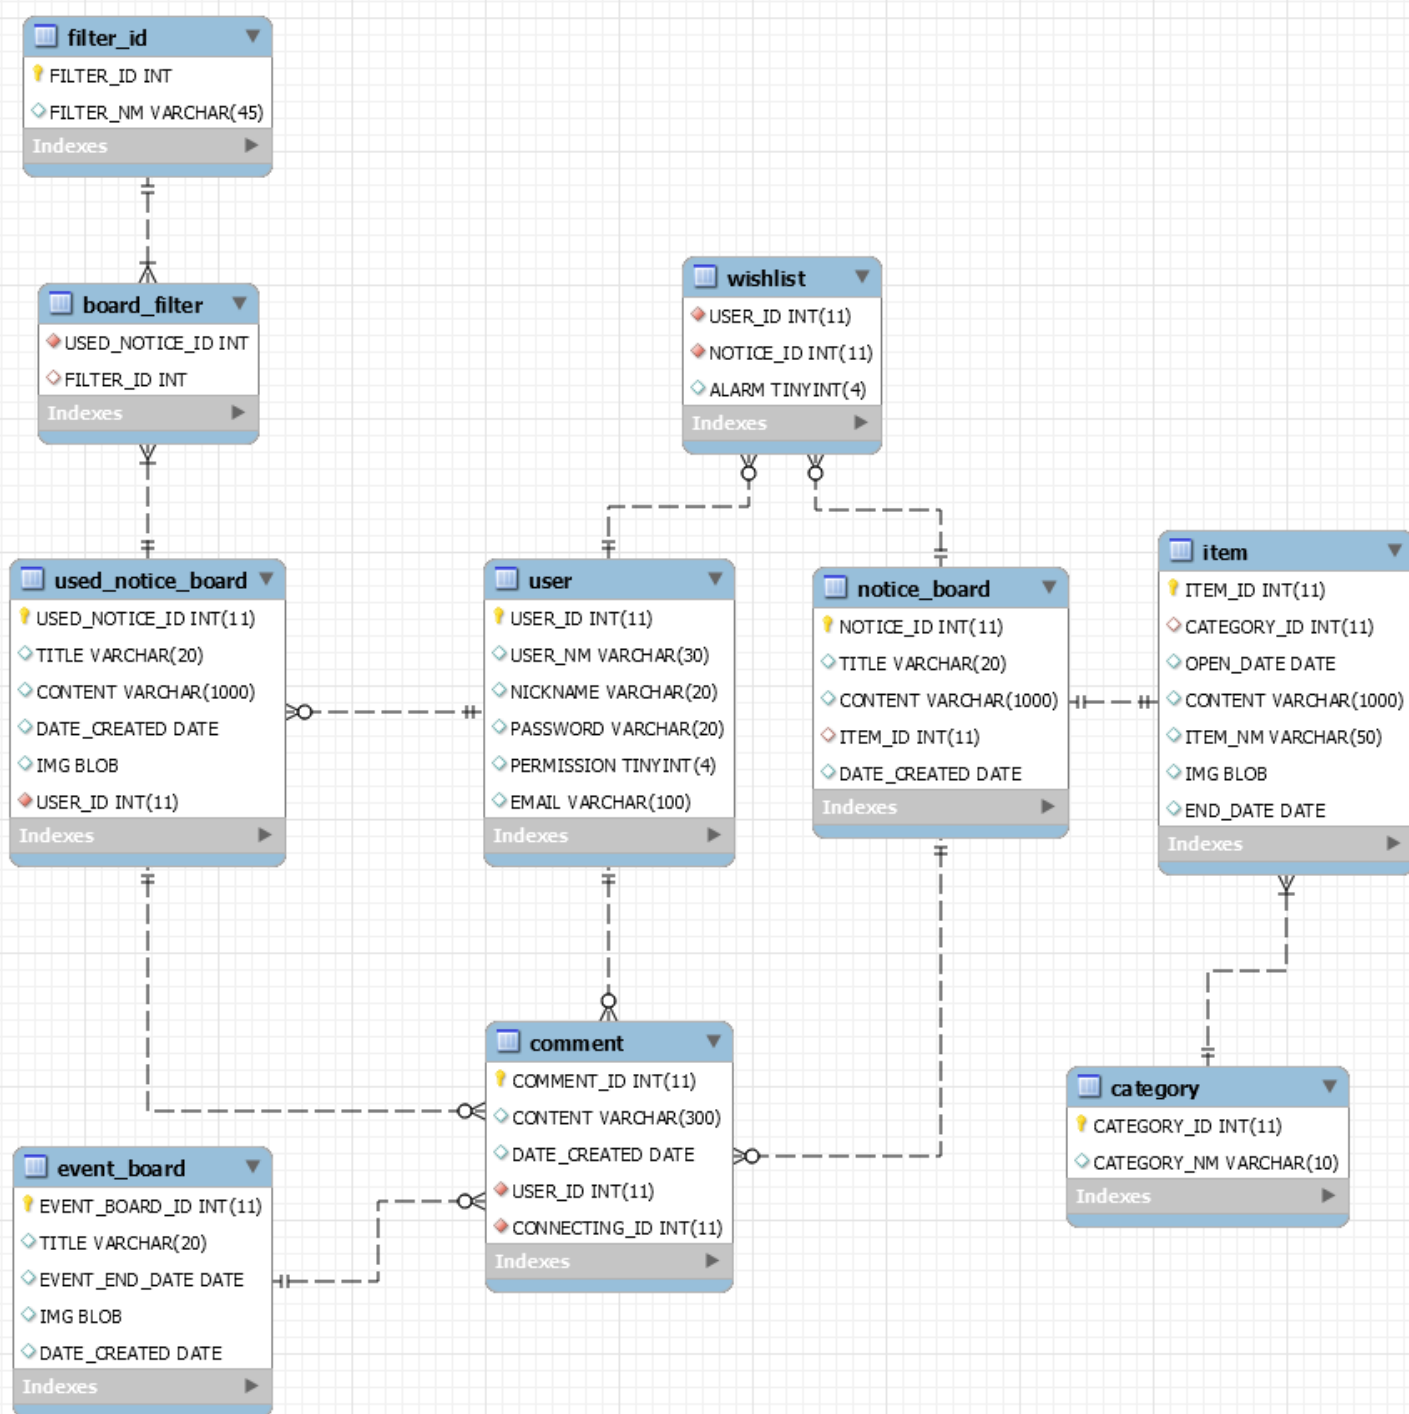 filter_id
FILTER_ID INT
FILTER_NM VARCHAR(45)
Indexes
board_filter
USED_NOTICE_ID INT
FILTER_ID INT
Indexes
wishlist
USER_ID INT(11)
NOTICE_ID INT(11)
ALARM TINYINT(4)
Indexes
used_notice_board
USED_NOTICE_ID INT(11)
TITLE VARCHAR(20)
CONTENT VARCHAR(1000)
DATE_CREATED DATE
IMG BLOB
USER_ID INT(11)
Indexes
user
USER_ID INT(11)
USER_NM VARCHAR(30)
NICKNAME VARCHAR(20)
PASSWORD VARCHAR(20)
PERMISSION TINYINT(4)
EMAIL VARCHAR(100)
Indexes
notice_board
NOTICE_ID INT(11)
TITLE VARCHAR(20)
CONTENT VARCHAR(1000)
ITEM_ID INT(11)
DATE_CREATED DATE
Indexes
item
ITEM_ID INT(11)
CATEGORY_ID INT(11)
OPEN_DATE DATE
CONTENT VARCHAR(1000)
ITEM_NM VARCHAR(50)
IMG BLOB
END_DATE DATE
Indexes
comment
COMMENT_ID INT(11)
CONTENT VARCHAR(300)
DATE_CREATED DATE
USER_ID INT(11)
CONNECTING_ID INT(11)
Indexes
category
CATEGORY_ID INT(11)
CATEGORY_NM VARCHAR(10)
Indexes
event_board
EVENT_BOARD_ID INT(11)
TITLE VARCHAR(20)
EVENT_END_DATE DATE
IMG BLOB
DATE_CREATED DATE
Indexes